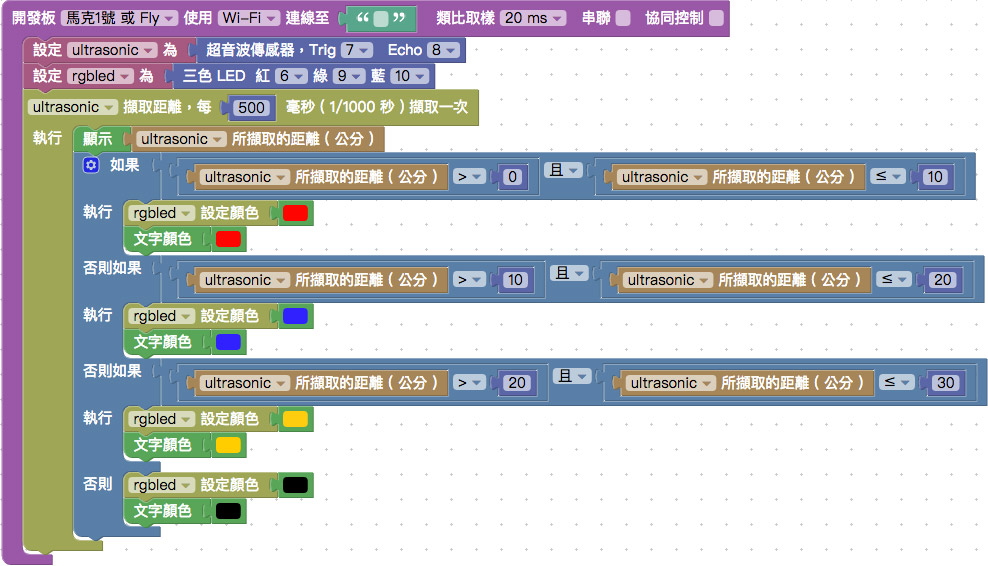 開發板 馬克1號 或 Fly 使用 Wi-Fi 連線至 “ ” 類比取樣 20 ms 串聯 協同控制
設定 ultrasonic 為 超音波傳感器，Trig 7 Echo 8
設定 rgbled 為 三色 LED 紅 6 綠 9 藍 10
ultrasonic 擷取距離，每 500 毫秒（1/1000 秒）擷取一次
執行 顯示 ultrasonic 所擷取的距離（公分）
如果 ultrasonic 所擷取的距離（公分） > 0 且 ultrasonic 所擷取的距離（公分） ≤ 10
執行 rgbled 設定顏色
文字顏色
否則如果 ultrasonic 所擷取的距離（公分） > 10 且 ultrasonic 所擷取的距離（公分） ≤ 20
執行 rgbled 設定顏色
文字顏色
否則如果 ultrasonic 所擷取的距離（公分） > 20 且 ultrasonic 所擷取的距離（公分） ≤ 30
執行 rgbled 設定顏色
文字顏色
否則 rgbled 設定顏色
文字顏色